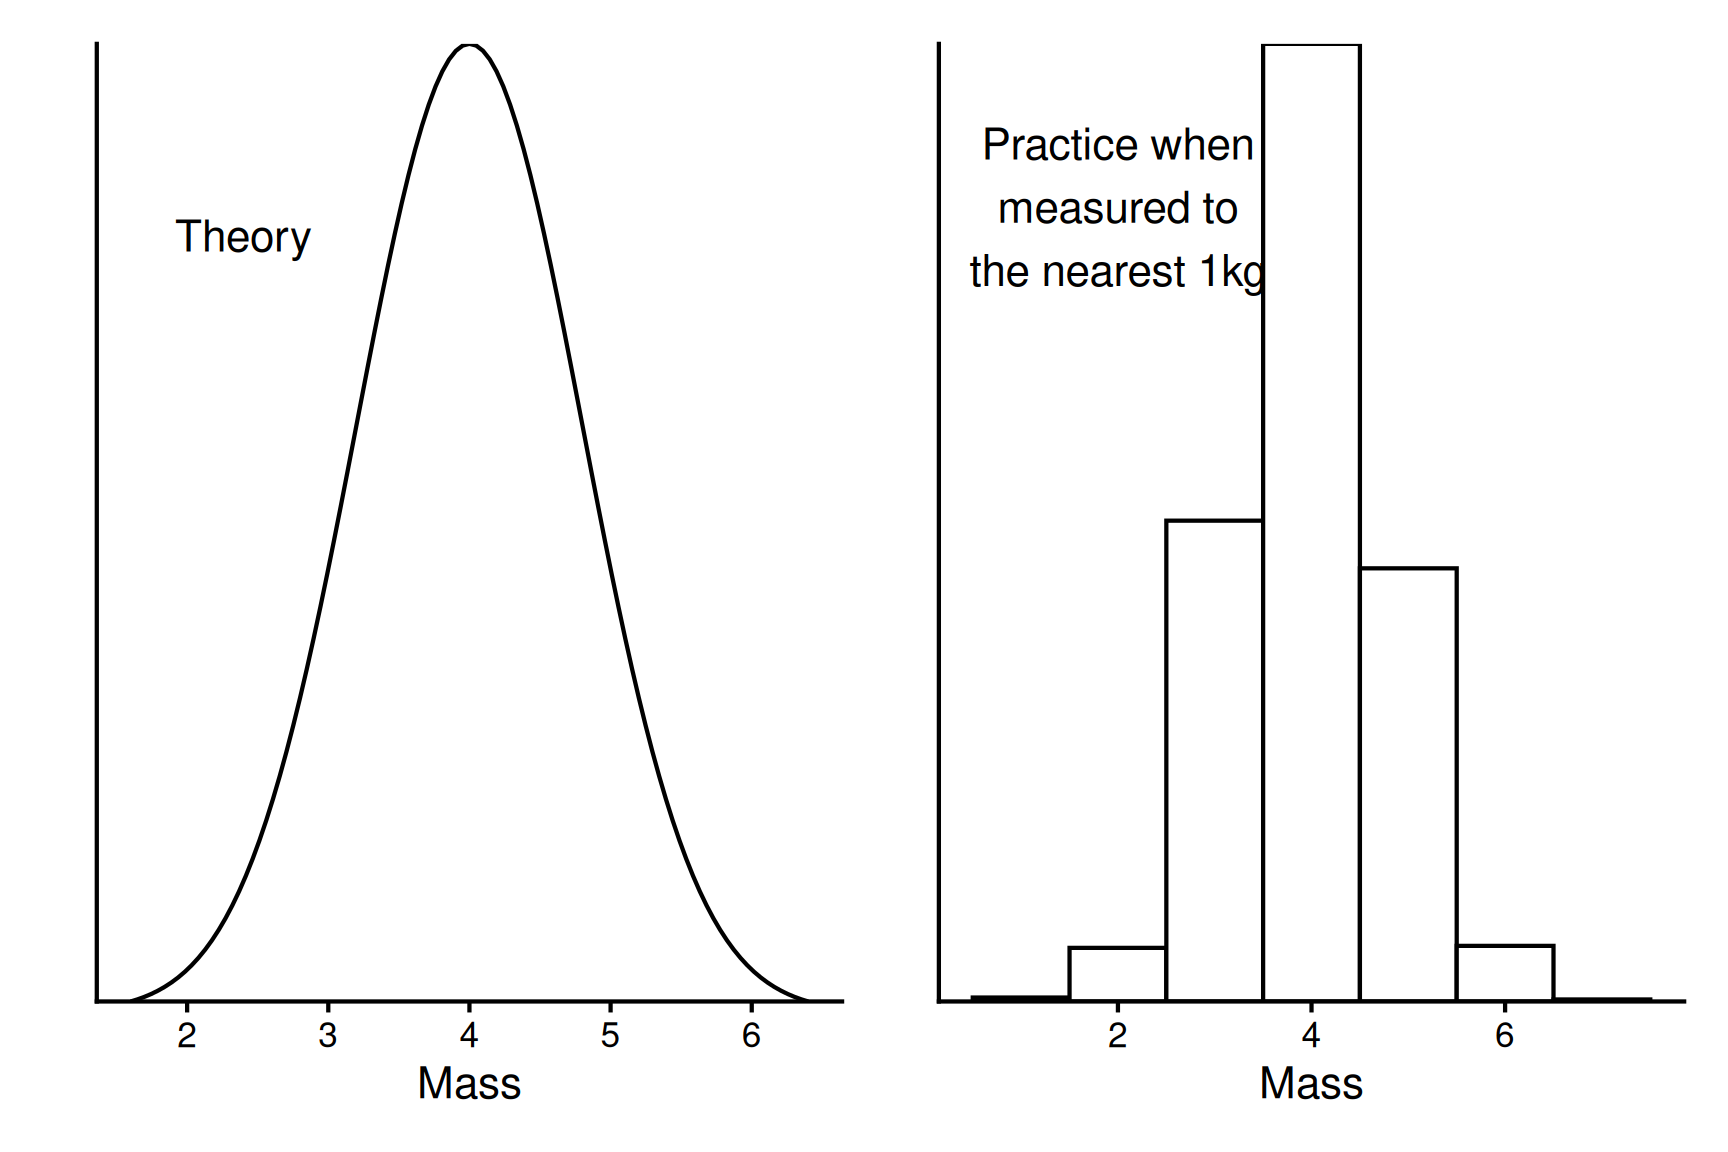 Theory
2 3 4 5 6
Mass
Practice when
measured to
the nearest 1kg
2 4 6
Mass